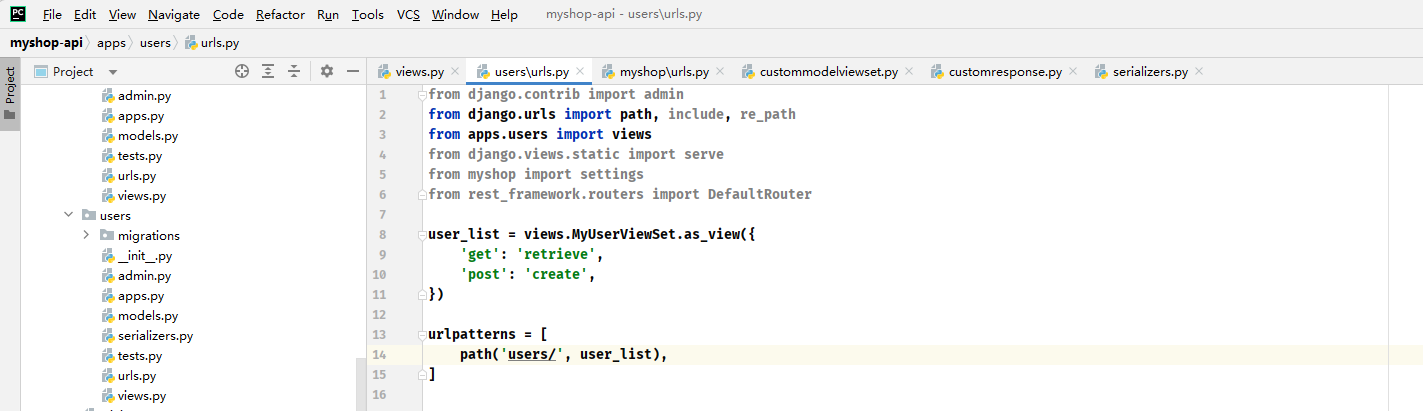 PC File Edit View Navigate Code Refactor Run Tools VCS Window Help myshop-api - users\urls.py
myshop-api apps users urls.py
Project
Project
views.py users\urls.py myshop\urls.py custommodelviewset.py customresponse.py serializers.py
admin.py
apps.py
models.py
tests.py
urls.py
views.py
users
migrations
__init__.py
admin.py
apps.py
models.py
serializers.py
tests.py
urls.py
views.py
1 from django.contrib import admin
2 from django.urls import path, include, re_path
3 from apps.users import views
4 from django.views.static import serve
5 from myshop import settings
6 from rest_framework.routers import DefaultRouter
7
8 user_list = views.MyUserViewSet.as_view({
9     'get': 'retrieve',
10     'post': 'create',
11 })
12
13 urlpatterns = [
14     path('users/', user_list),
15 ]
16